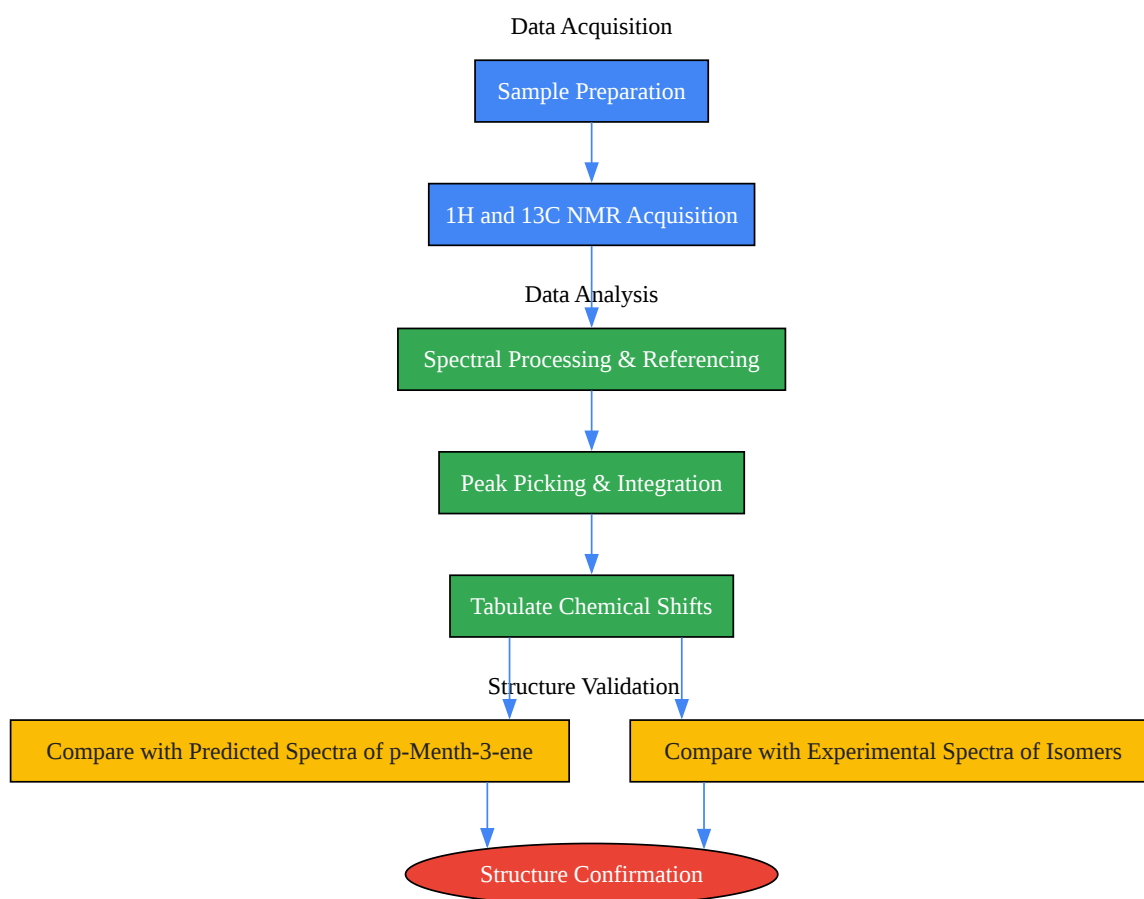 Data Acquisition
Sample Preparation
1H and 13C NMR Acquisition
Data Analysis
Spectral Processing & Referencing
Peak Picking & Integration
Tabulate Chemical Shifts
Structure Validation
Compare with Predicted Spectra of p-Menth-3-ene
Compare with Experimental Spectra of Isomers
Structure Confirmation